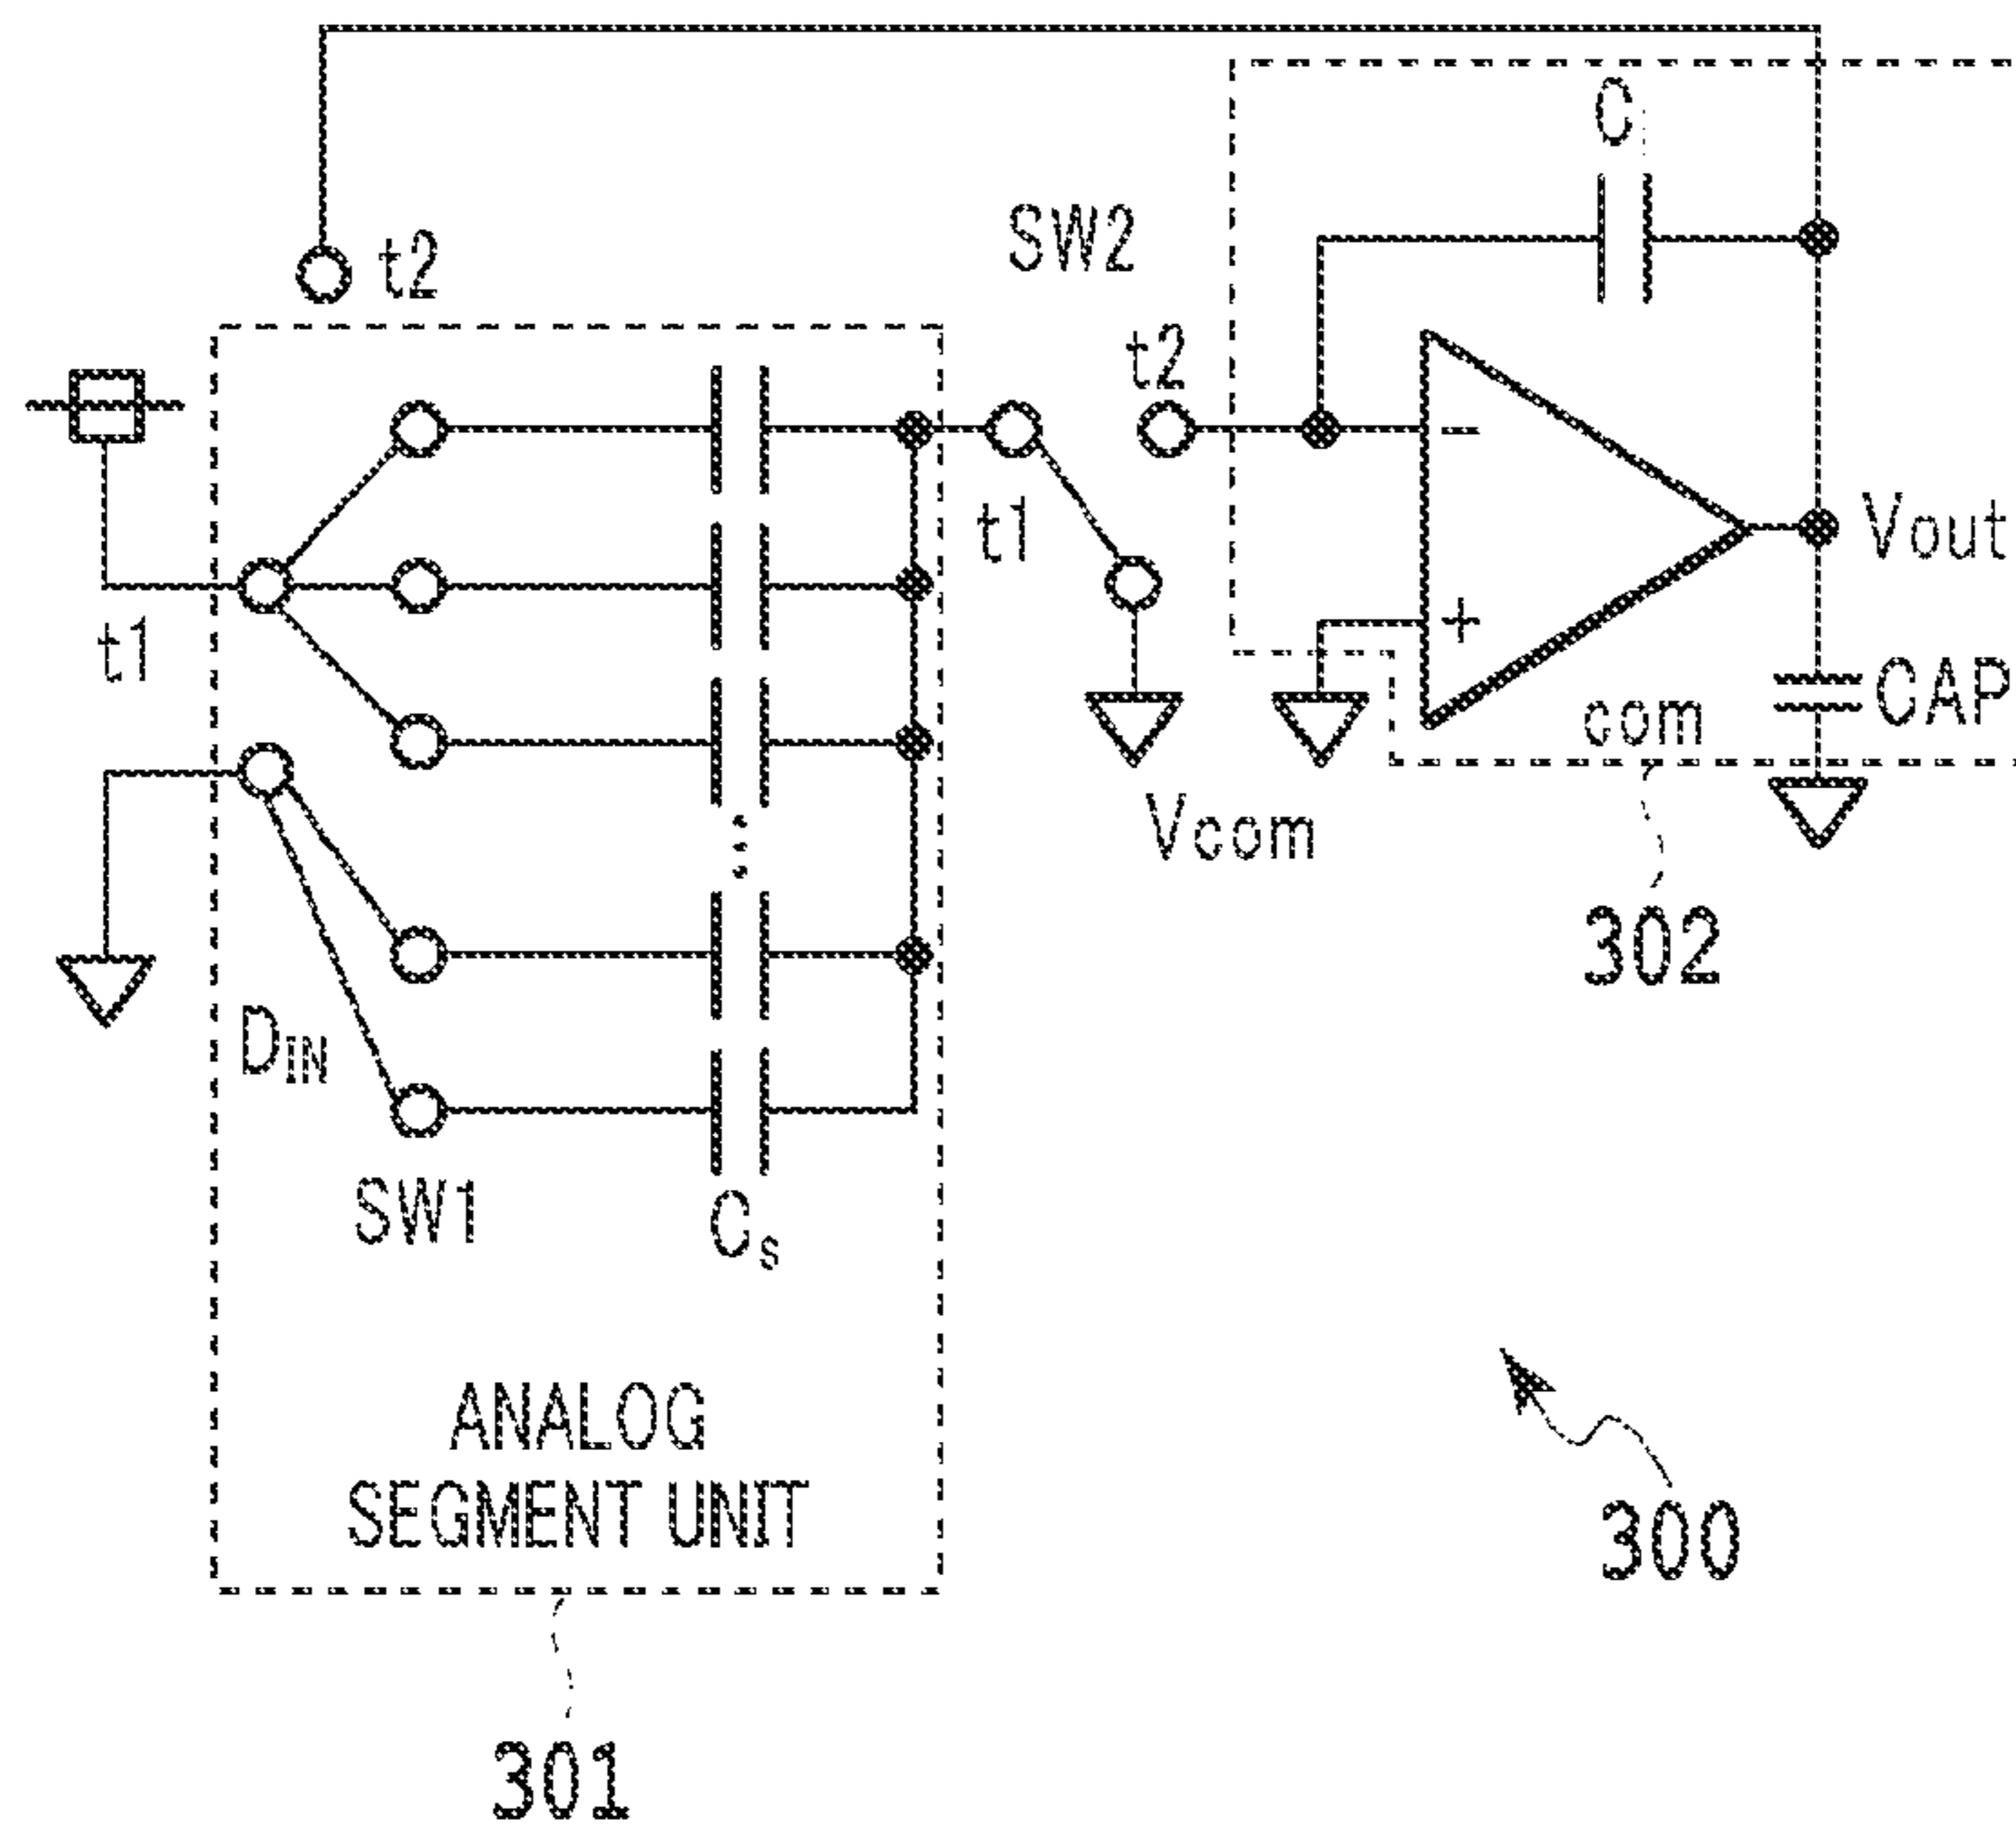 C
SW2
t2
t2
t1
Vout
t1
CAP
com
Vcom
302
DIN
SW1
Cs
ANALOG
SEGMENT UNIT
300
301